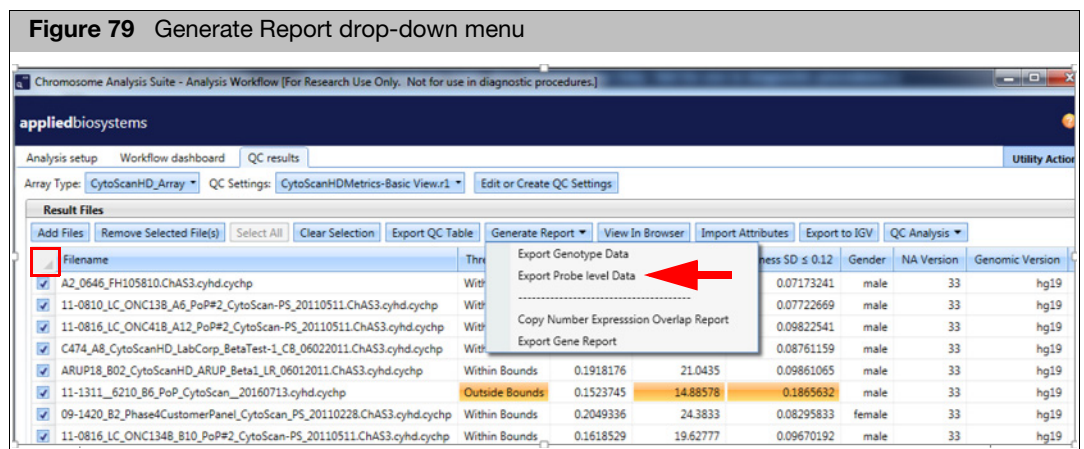 Figure 79 Generate Report drop-down menu
Chromosome Analysis Suite - Analysis Workflow [For Research Use Only. Not for use in diagnostic procedures.]
appliedbiosystems
Analysis setup Workflow dashboard QC results Utility Action
Array Type: CytoScanHD_Array QC Settings: CytoScanHDMetrics-Basic View.r1 Edit or Create QC Settings
Result Files
Add Files Remove Selected File(s) Select All Clear Selection Export QC Table Generate Report View In Browser Import Attributes Export to IGV QC Analysis
Filename Thre ness SD ≤ 0.12 Gender NA Version Genomic Version
Export Genotype Data
Export Probe level Data
Copy Number Expresssion Overlap Report
Export Gene Report
A2_0646_FH105810.ChAS3.cyhd.cychp With 0.07173241 male 33 hg19
11-0810_LC_ONC13B_A6_PoP#2_CytoScan-PS_20110511.ChAS3.cyhd.cychp With 0.07722669 male 33 hg19
11-0816_LC_ONC41B_A12_PoP#2_CytoScan-PS_20110511.ChAS3.cyhd.cychp With 0.09822541 male 33 hg19
C474_A8_CytoScanHD_LabCorp_BetaTest-1_CB_06022011.ChAS3.cyhd.cychp With 0.08761159 male 33 hg19
ARUP18_B02_CytoScanHD_ARUP_Beta1_LR_06012011.ChAS3.cyhd.cychp Within Bounds 0.1918176 21.0435 0.09861065 male 33 hg19
11-1311__6210_B6_PoP_CytoScan__20160713.cyhd.cychp Outside Bounds 0.1523745 14.88578 0.1865632 male 33 hg19
09-1420_B2_Phase4CustomerPanel_CytoScan_PS_20110228.ChAS3.cyhd.cychp Within Bounds 0.2049336 24.3833 0.08295833 female 33 hg19
11-0816_LC_ONC134B_B10_PoP#2_CytoScan-PS_20110511.ChAS3.cyhd.cychp Within Bounds 0.1618529 19.62777 0.09670192 male 33 hg19